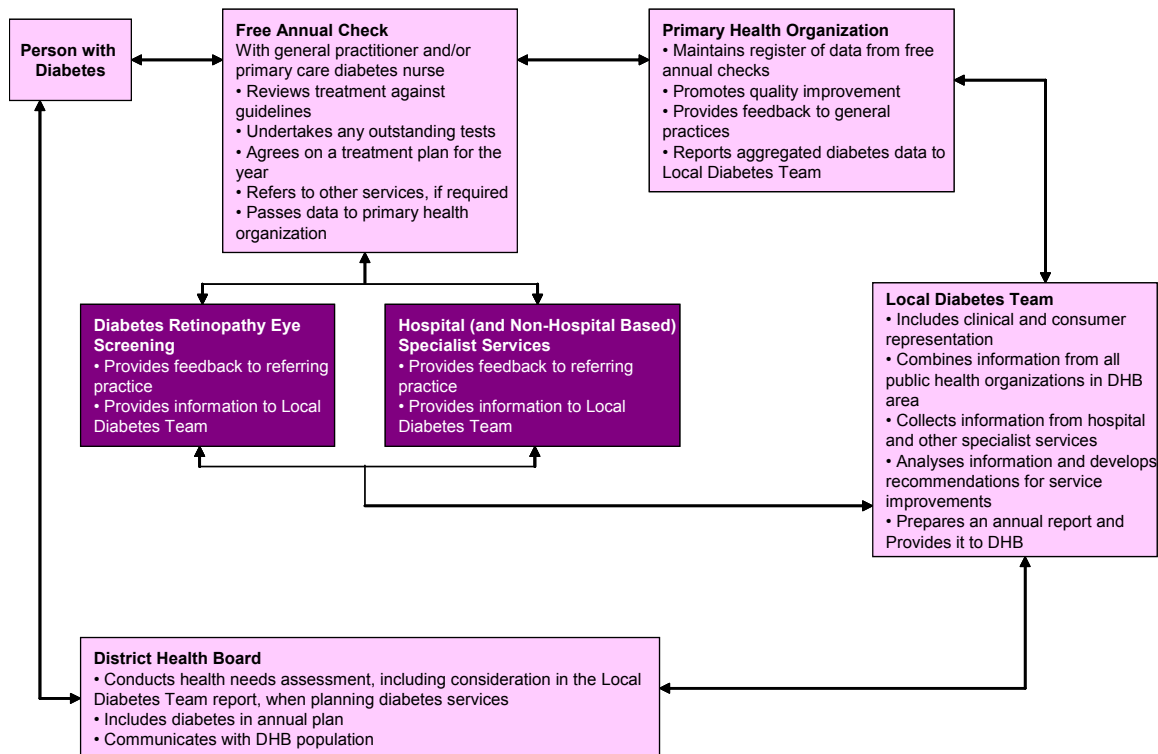 Person with
Diabetes
Free Annual Check
With general practitioner and/or
primary care diabetes nurse
• Reviews treatment against
guidelines
• Undertakes any outstanding tests
• Agrees on a treatment plan for the
year
• Refers to other services, if required
• Passes data to primary health
organization
Primary Health Organization
• Maintains register of data from free
annual checks
• Promotes quality improvement
• Provides feedback to general
practices
• Reports aggregated diabetes data to
Local Diabetes Team
Diabetes Retinopathy Eye
Screening
• Provides feedback to referring
practice
• Provides information to Local
Diabetes Team
Hospital (and Non-Hospital Based)
Specialist Services
• Provides feedback to referring
practice
• Provides information to Local
Diabetes Team
Local Diabetes Team
• Includes clinical and consumer
representation
• Combines information from all
public health organizations in DHB
area
• Collects information from hospital
and other specialist services
• Analyses information and develops
recommendations for service
improvements
• Prepares an annual report and
Provides it to DHB
District Health Board
• Conducts health needs assessment, including consideration in the Local
Diabetes Team report, when planning diabetes services
• Includes diabetes in annual plan
• Communicates with DHB population